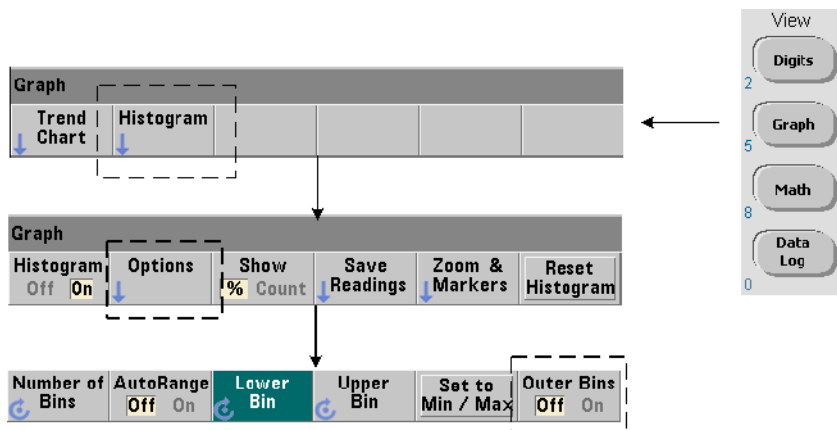 View
Digits
2
Graph
5
Math
8
Data
Log
0
Graph
Trend
Chart
Histogram
Graph
Histogram
Off On
Options
Show
% Count
Save
Readings
Zoom &
Markers
Reset
Histogram
Number of
Bins
AutoRange
Off On
Lower
Bin
Upper
Bin
Set to
Min / Max
Outer Bins
Off On